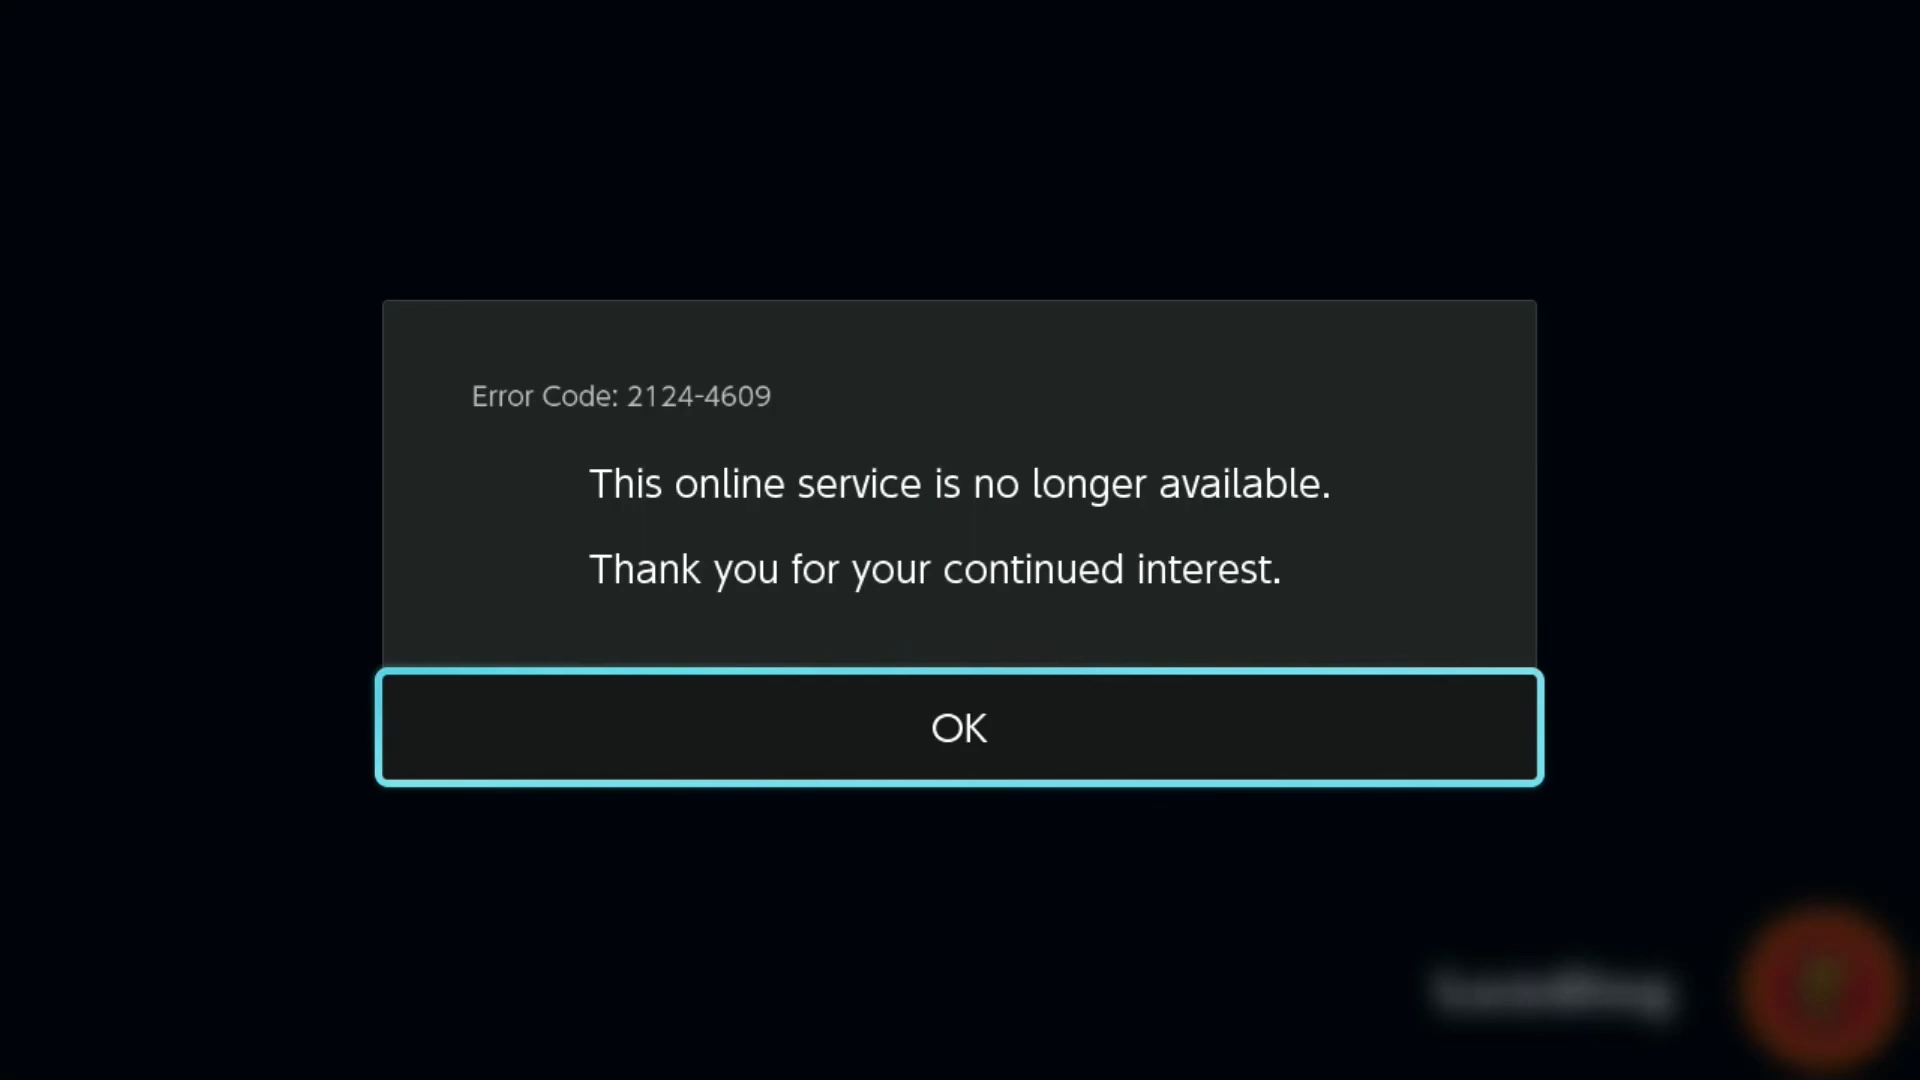 Error Code: 2124-4609
This online service is no longer available.
Thank you for your continued interest.
OK